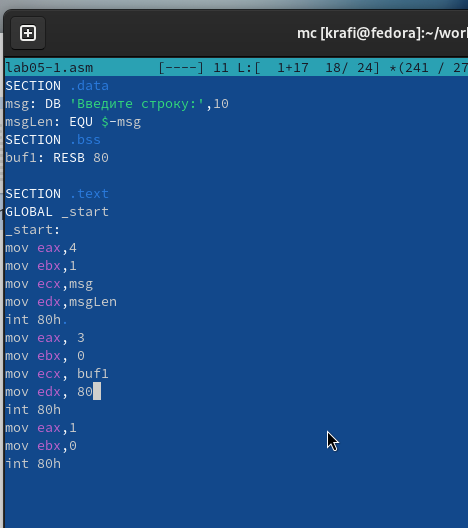 mc [krafi@fedora]:~/worl
lab05-1.asm [----] 11 L:[ 1+17 18/ 24] *(241 / 27
SECTION .data
msg: DB 'Введите строку:',10
msgLen: EQU $-msg
SECTION .bss
buf1: RESB 80
SECTION .text
GLOBAL _start
_start:
mov eax,4
mov ebx,1
mov ecx,msg
mov edx,msgLen
int 80h
mov eax, 3
mov ebx, 0
mov ecx, buf1
mov edx, 80
int 80h
mov eax,1
mov ebx,0
int 80h